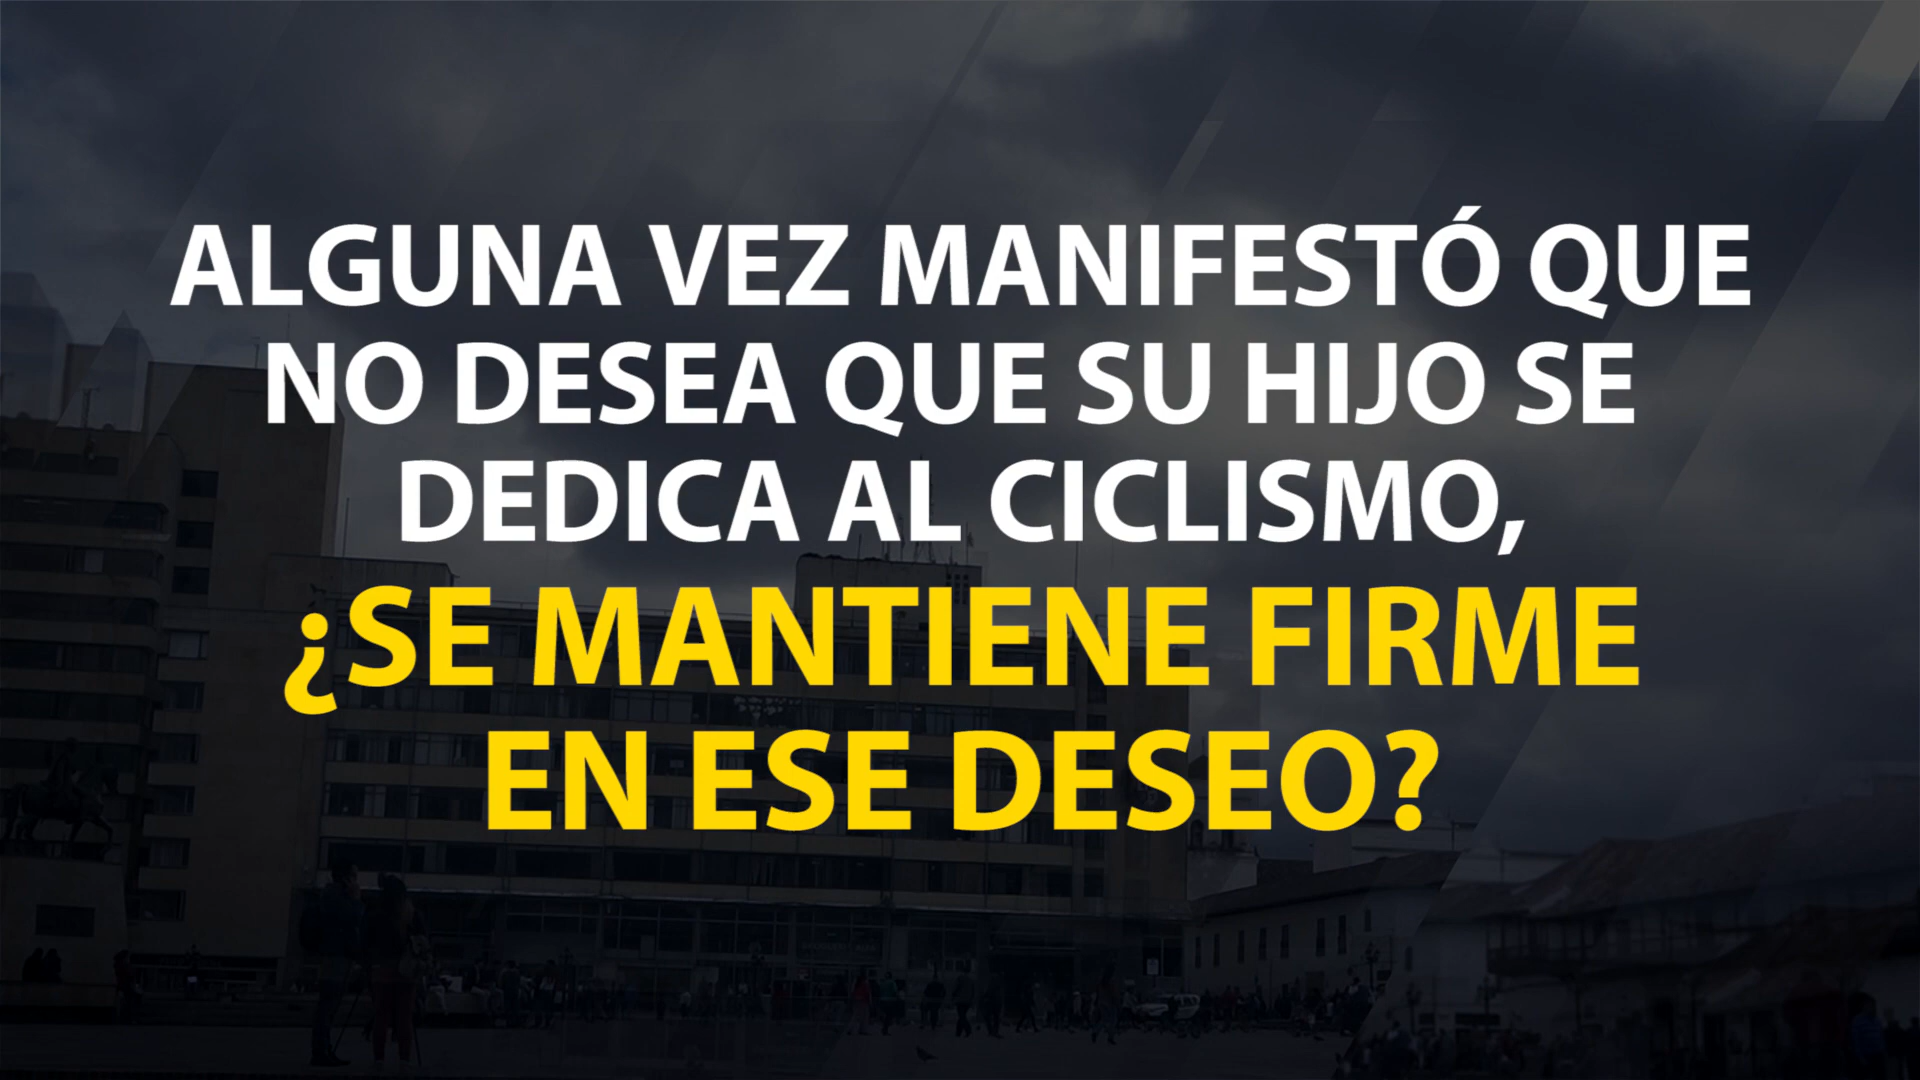 ALGUNA VEZ MANIFESTÓ QUE
NO DESEA QUE SU HIJO SE
DEDICA AL CICLISMO,
¿SE MANTIENE FIRME
EN ESE DESEO?